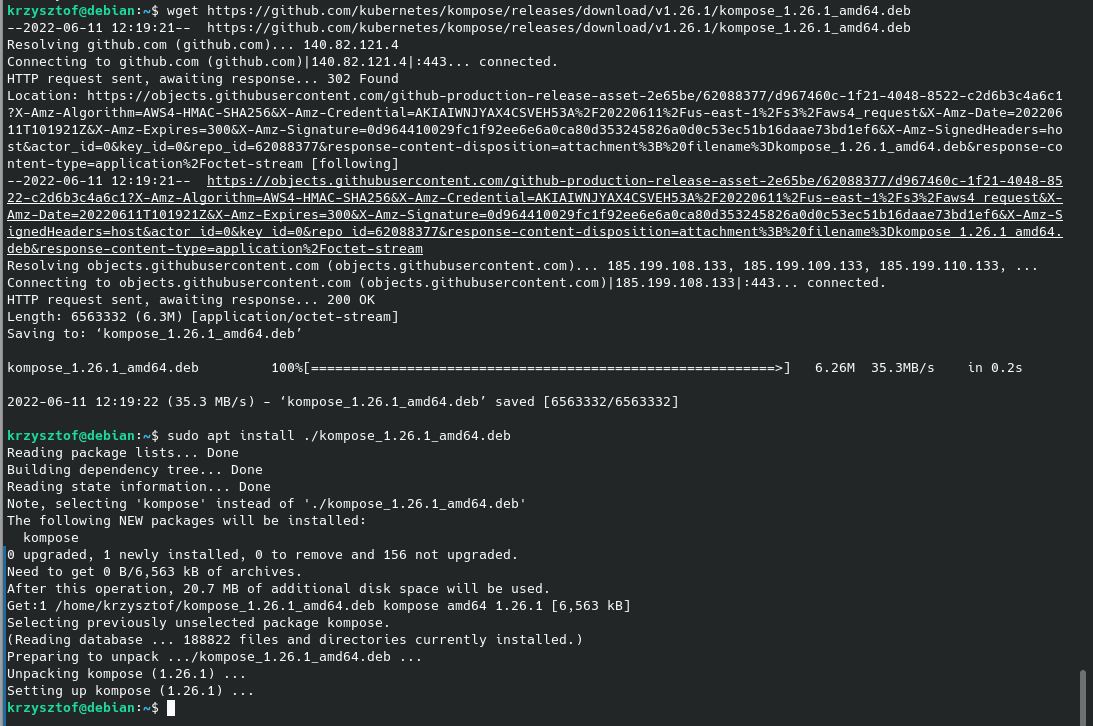 krzysztof@debian:~$ wget https://github.com/kubernetes/kompose/releases/download/v1.26.1/kompose_1.26.1_amd64.deb
--2022-06-11 12:19:21--  https://github.com/kubernetes/kompose/releases/download/v1.26.1/kompose_1.26.1_amd64.deb
Resolving github.com (github.com)... 140.82.121.4
Connecting to github.com (github.com)|140.82.121.4|:443... connected.
HTTP request sent, awaiting response... 302 Found
Location: https://objects.githubusercontent.com/github-production-release-asset-2e65be/62088377/d967460c-1f21-4048-8522-c2d6b3c4a6c1
?X-Amz-Algorithm=AWS4-HMAC-SHA256&X-Amz-Credential=AKIAIWNJYAX4CSVEH53A%2F20220611%2Fus-east-1%2Fs3%2Faws4_request&X-Amz-Date=202206
11T101921Z&X-Amz-Expires=300&X-Amz-Signature=0d964410029fc1f92ee6e6a0ca80d353245826a0d0c53ec51b16daae73bd1ef6&X-Amz-SignedHeaders=ho
st&actor_id=0&key_id=0&repo_id=62088377&response-content-disposition=attachment%3B%20filename%3Dkompose_1.26.1_amd64.deb&response-co
ntent-type=application%2Foctet-stream [following]
--2022-06-11 12:19:21--  https://objects.githubusercontent.com/github-production-release-asset-2e65be/62088377/d967460c-1f21-4048-85
22-c2d6b3c4a6c1?X-Amz-Algorithm=AWS4-HMAC-SHA256&X-Amz-Credential=AKIAIWNJYAX4CSVEH53A%2F20220611%2Fus-east-1%2Fs3%2Faws4_request&X-
Amz-Date=20220611T101921Z&X-Amz-Expires=300&X-Amz-Signature=0d964410029fc1f92ee6e6a0ca80d353245826a0d0c53ec51b16daae73bd1ef6&X-Amz-S
ignedHeaders=host&actor_id=0&key_id=0&repo_id=62088377&response-content-disposition=attachment%3B%20filename%3Dkompose_1.26.1_amd64.
deb&response-content-type=application%2Foctet-stream
Resolving objects.githubusercontent.com (objects.githubusercontent.com)... 185.199.108.133, 185.199.109.133, 185.199.110.133, ...
Connecting to objects.githubusercontent.com (objects.githubusercontent.com)|185.199.108.133|:443... connected.
HTTP request sent, awaiting response... 200 OK
Length: 6563332 (6.3M) [application/octet-stream]
Saving to: ‘kompose_1.26.1_amd64.deb’
kompose_1.26.1_amd64.deb         100%[==========================================================>]   6.26M  35.3MB/s    in 0.2s
2022-06-11 12:19:22 (35.3 MB/s) - ‘kompose_1.26.1_amd64.deb’ saved [6563332/6563332]
krzysztof@debian:~$ sudo apt install ./kompose_1.26.1_amd64.deb
Reading package lists... Done
Building dependency tree... Done
Reading state information... Done
Note, selecting 'kompose' instead of './kompose_1.26.1_amd64.deb'
The following NEW packages will be installed:
  kompose
0 upgraded, 1 newly installed, 0 to remove and 156 not upgraded.
Need to get 0 B/6,563 kB of archives.
After this operation, 20.7 MB of additional disk space will be used.
Get:1 /home/krzysztof/kompose_1.26.1_amd64.deb kompose amd64 1.26.1 [6,563 kB]
Selecting previously unselected package kompose.
(Reading database ... 188822 files and directories currently installed.)
Preparing to unpack .../kompose_1.26.1_amd64.deb ...
Unpacking kompose (1.26.1) ...
Setting up kompose (1.26.1) ...
krzysztof@debian:~$